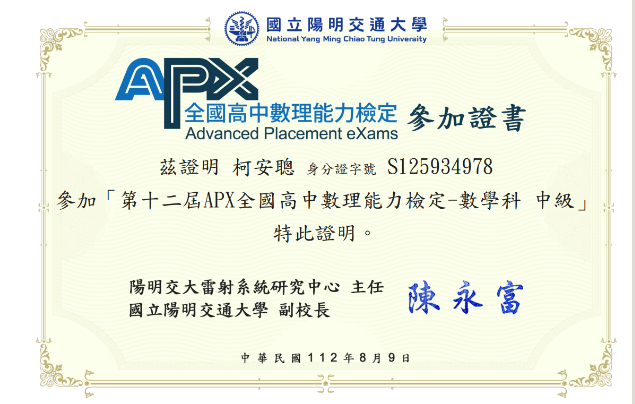 國立陽明交通大學
National Yang Ming Chiao Tung University
APX
全國高中數理能力檢定
Advanced Placement eXams
參加證書
茲證明 柯安聰 身分證字號 S125934978
參加「第十二屆APX全國高中數理能力檢定-數學科 中級」
特此證明。
陽明交大雷射系統研究中心 主任
國立陽明交通大學 副校長
陳永富
中華民國112年8月9日